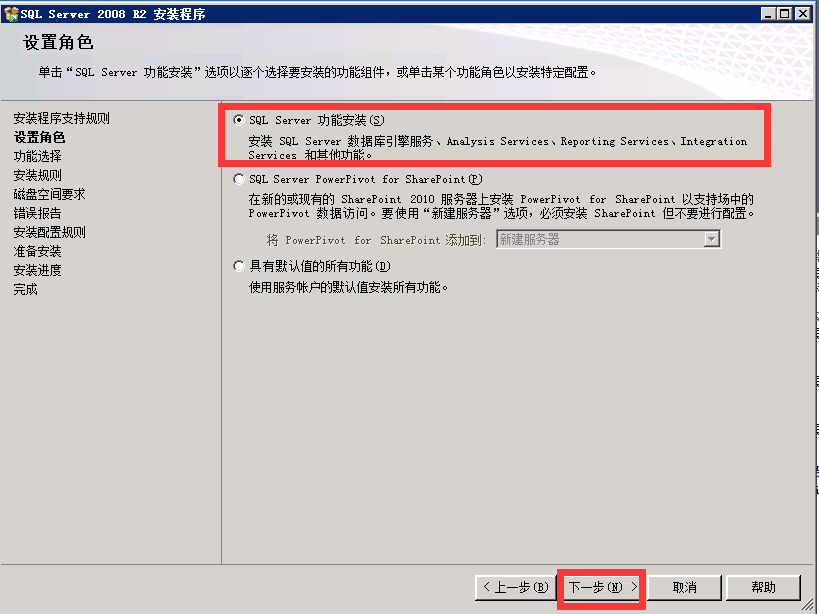 SQL Server 2008 R2 安装程序
设置角色
单击“SQL Server 功能安装”选项以逐个选择要安装的功能组件，或单击某个功能角色以安装特定配置。
安装程序支持规则
设置角色
功能选择
安装规则
磁盘空间要求
错误报告
安装配置规则
准备安装
安装进度
完成
SQL Server 功能安装(S)
安装 SQL Server 数据库引擎服务、Analysis Services、Reporting Services、Integration
Services 和其他功能。
SQL Server PowerPivot for SharePoint(P)
在新的或现有的 SharePoint 2010 服务器上安装 PowerPivot for SharePoint 以支持场中的
PowerPivot 数据访问。要使用“新建服务器”选项，必须安装 SharePoint 但不要进行配置。
将 PowerPivot for SharePoint 添加到:
新建服务器
具有默认值的所有功能(D)
使用服务帐户的默认值安装所有功能。
< 上一步(B)
下一步(N) >
取消
帮助